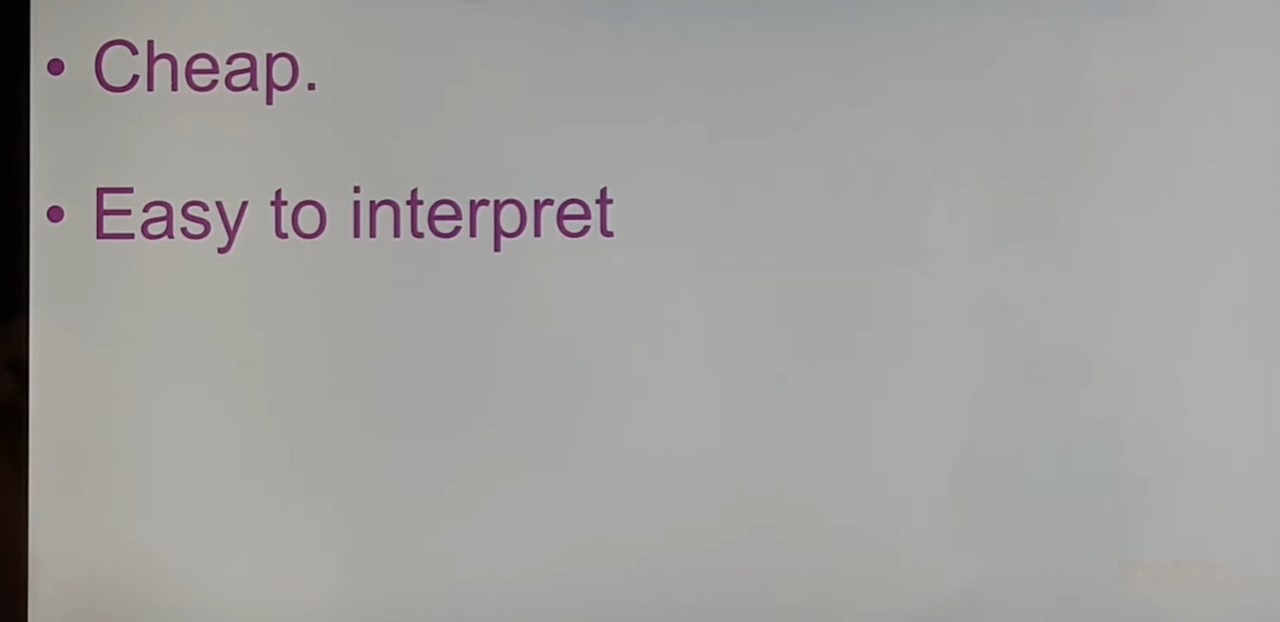 • Cheap.
• Easy to interpret